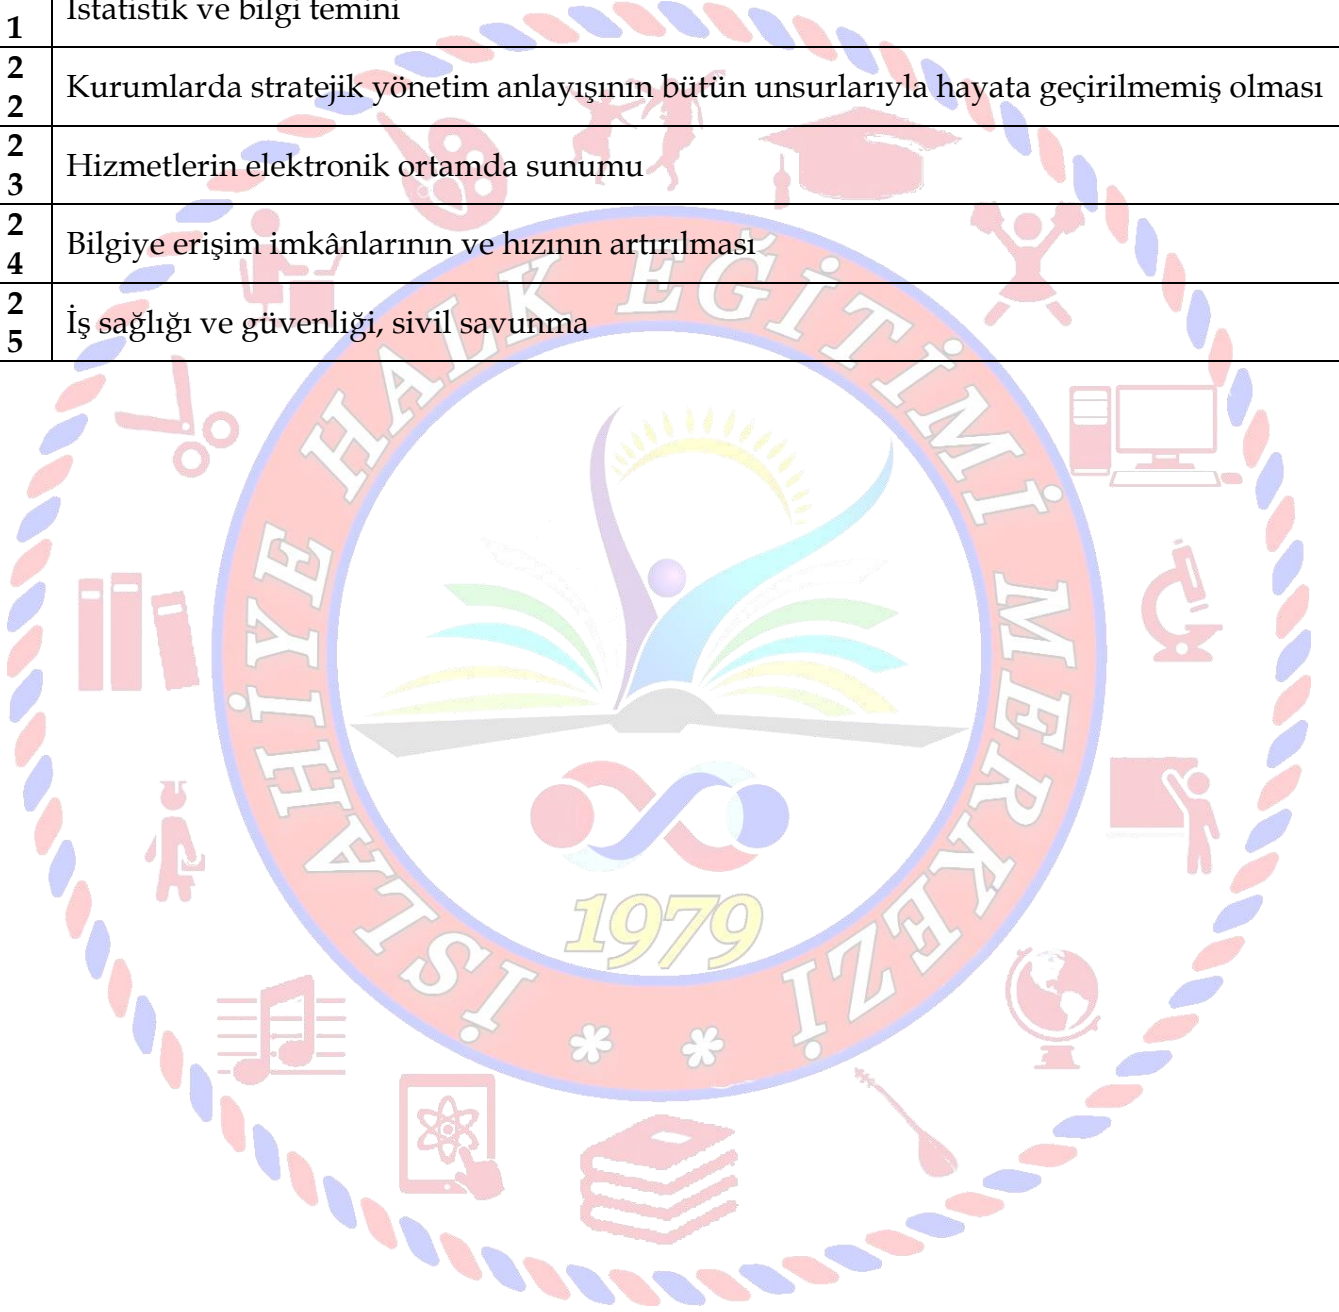 1 İstatistik ve bilgi temini
2
2 Kurumlarda stratejik yönetim anlayışının bütün unsurlarıyla hayata geçirilmemiş olması
2
3 Hizmetlerin elektronik ortamda sunumu
2
4 Bilgiye erişim imkânlarının ve hızının artırılması
2
5 İş sağlığı ve güvenliği, sivil savunma
İSLAHİYE HALK EĞİTİMİ MERKEZİ
1979
* *